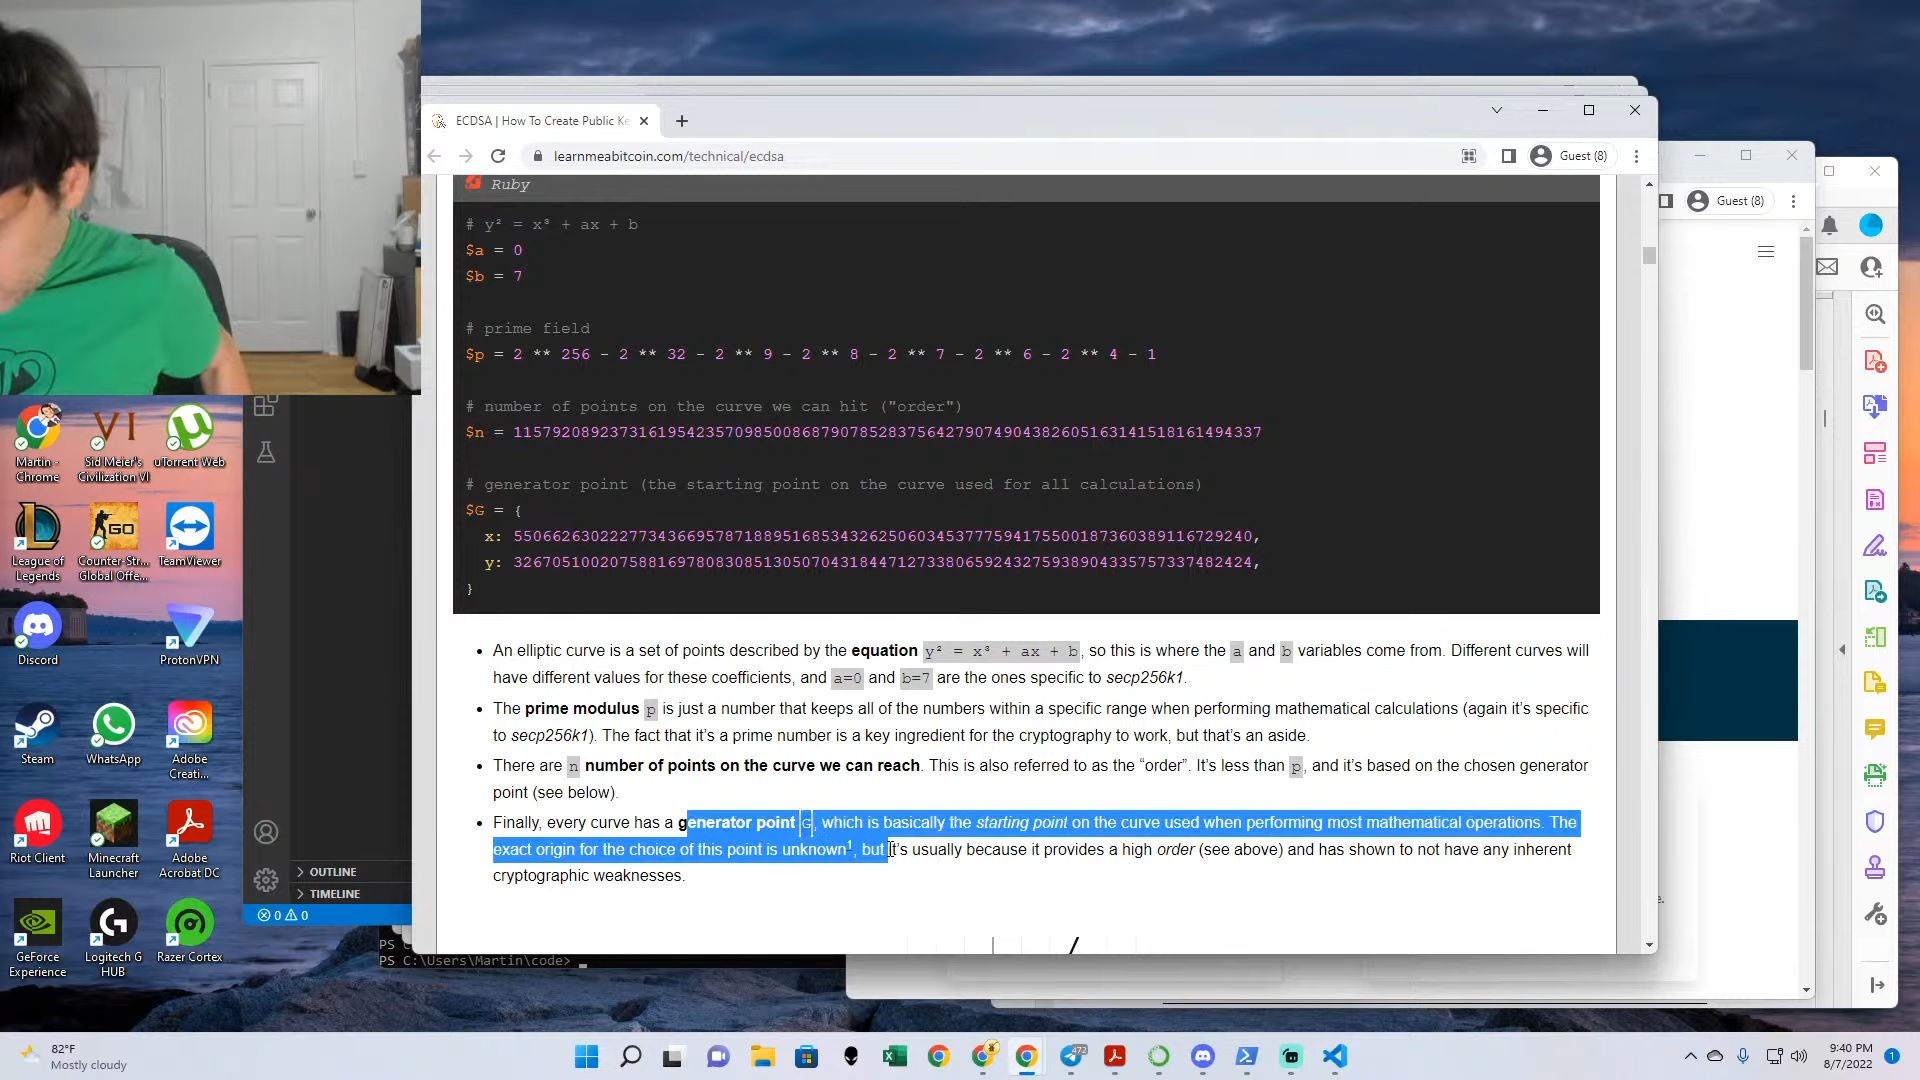 ECDSA | How To Create Public Ke
learnmeabitcoin.com/technical/ecdsa
Guest (8)
Guest (8)
Ruby
# y² = x³ + ax + b
$a = 0
$b = 7
# prime field
$p = 2 ** 256 - 2 ** 32 - 2 ** 9 - 2 ** 8 - 2 ** 7 - 2 ** 6 - 2 ** 4 - 1
# number of points on the curve we can hit ("order")
$n = 115792089237316195423570985008687907852837564279074904382605163141518161494337
# generator point (the starting point on the curve used for all calculations)
$G = {
x: 55066263022277343669578718895168534326250603453777594175500187360389116729240,
y: 32670510020758816978083085130507043184471273380659243275938904335757337482424,
}
• An elliptic curve is a set of points described by the equation y² = x³ + ax + b, so this is where the a and b variables come from. Different curves will
have different values for these coefficients, and a=0 and b=7 are the ones specific to secp256k1.
• The prime modulus p is just a number that keeps all of the numbers within a specific range when performing mathematical calculations (again it's specific
to secp256k1). The fact that it's a prime number is a key ingredient for the cryptography to work, but that's an aside.
• There are n number of points on the curve we can reach. This is also referred to as the “order”. It's less than p, and it's based on the chosen generator
point (see below).
• Finally, every curve has a generator point G, which is basically the starting point on the curve used when performing most mathematical operations. The
exact origin for the choice of this point is unknown¹, but it's usually because it provides a high order (see above) and has shown to not have any inherent
cryptographic weaknesses.
Martin - Chrome
Sid Meier's Civilization VI
uTorrent Web
League of Legends
Counter-Str... Global Offe...
TeamViewer
Discord
ProtonVPN
Steam
WhatsApp
Adobe Creati...
Riot Client
Minecraft Launcher
Adobe Acrobat DC
GeForce Experience
Logitech G HUB
Razer Cortex
OUTLINE
TIMELINE
0 0
PS C
PS C:\Users\Martin\code>
82°F
Mostly cloudy
472
9:40 PM
8/7/2022
1